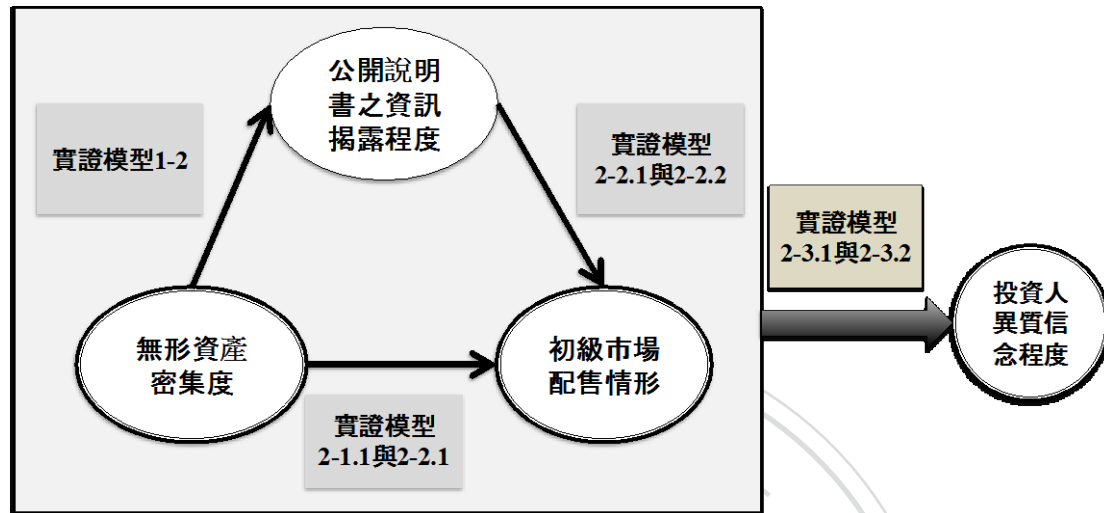 公開說明
書之資訊
揭露程度
實證模型1-2
實證模型
2-2.1與2-2.2
實證模型
2-3.1與2-3.2
投資人
異質信
念程度
無形資產
密集度
初級市場
配售情形
實證模型
2-1.1與2-2.1